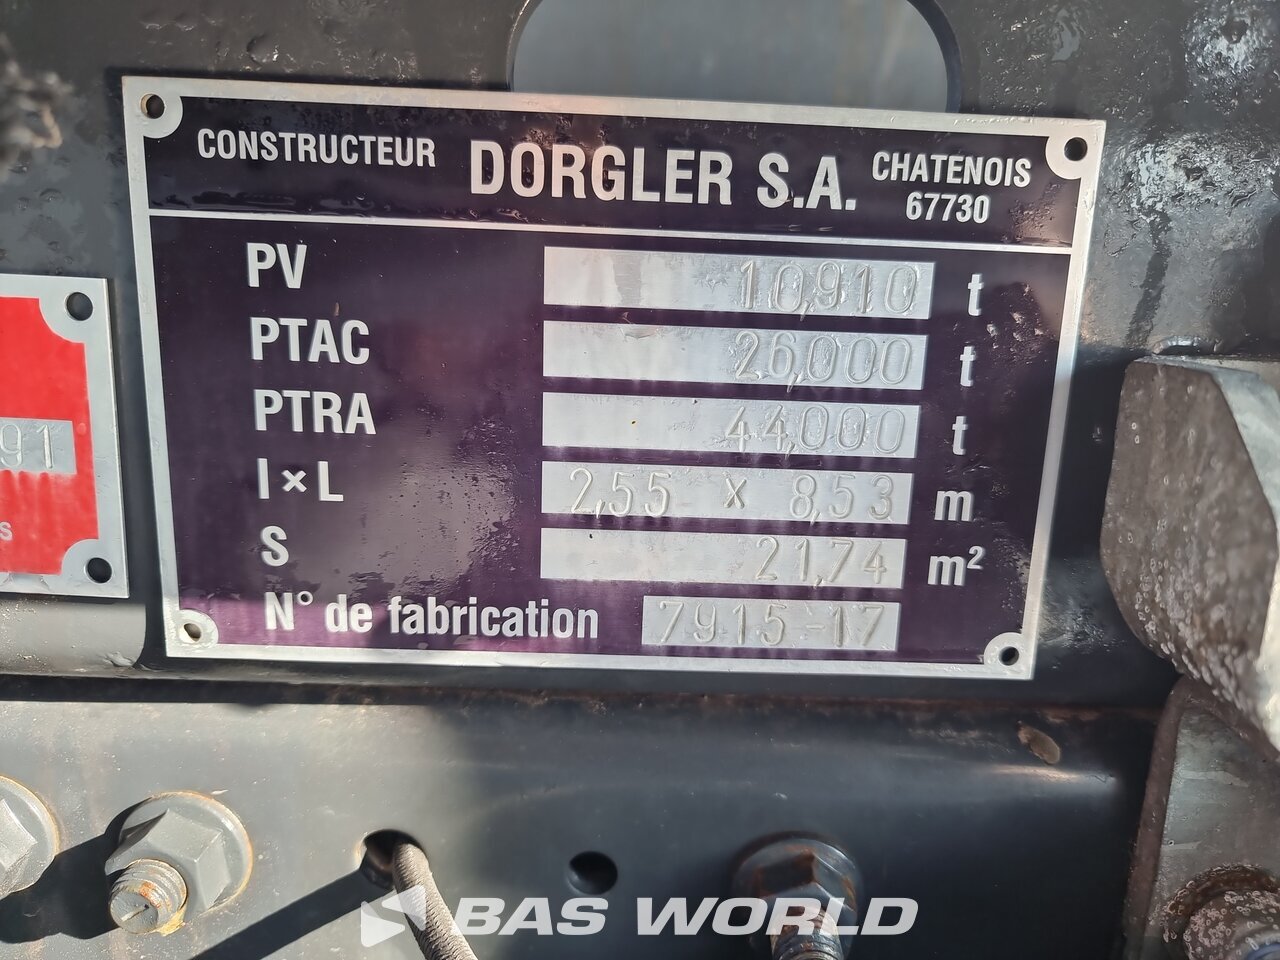 CONSTRUCTEUR DORGLER S.A. CHATENOIS
67730
PV 10,910 t
PTAC 26,000 t
PTRA 44,000 t
l × L 2,55 x 8,53 m
S 21,74 m²
N° de fabrication 7915-17
91
s
BAS WORLD